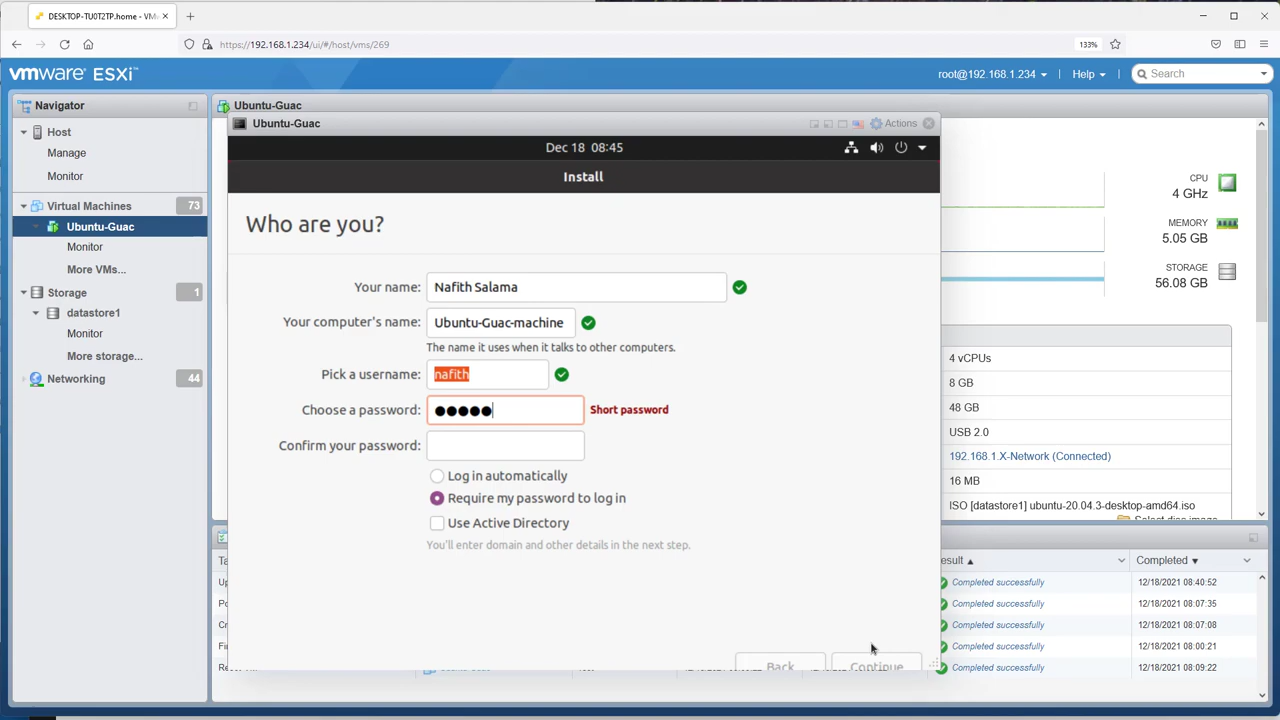 DESKTOP-TU0T2TP.home - VM
https://192.168.1.234/ui/#/host/vms/269
133%
vmware ESXi™
root@192.168.1.234
Help
Search
Navigator
Ubuntu-Guac
Ubuntu-Guac
Actions
Host
Manage
Monitor
Virtual Machines 73
Ubuntu-Guac
Monitor
More VMs...
Storage 1
datastore1
Monitor
More storage...
Networking 44
Dec 18 08:45
Install
Who are you?
Your name: Nafith Salama
Your computer's name: Ubuntu-Guac-machine
The name it uses when it talks to other computers.
Pick a username: nafith
Choose a password: ●●●●● Short password
Confirm your password:
Log in automatically
Require my password to log in
Use Active Directory
You'll enter domain and other details in the next step.
Back
Continue
CPU
4 GHz
MEMORY
5.05 GB
STORAGE
56.08 GB
4 vCPUs
8 GB
48 GB
USB 2.0
192.168.1.X-Network (Connected)
16 MB
ISO [datastore1] ubuntu-20.04.3-desktop-amd64.iso
esult Completed
Completed successfully 12/18/2021 08:40:52
Completed successfully 12/18/2021 08:07:35
Completed successfully 12/18/2021 08:07:08
Completed successfully 12/18/2021 08:00:21
Completed successfully 12/18/2021 08:09:22